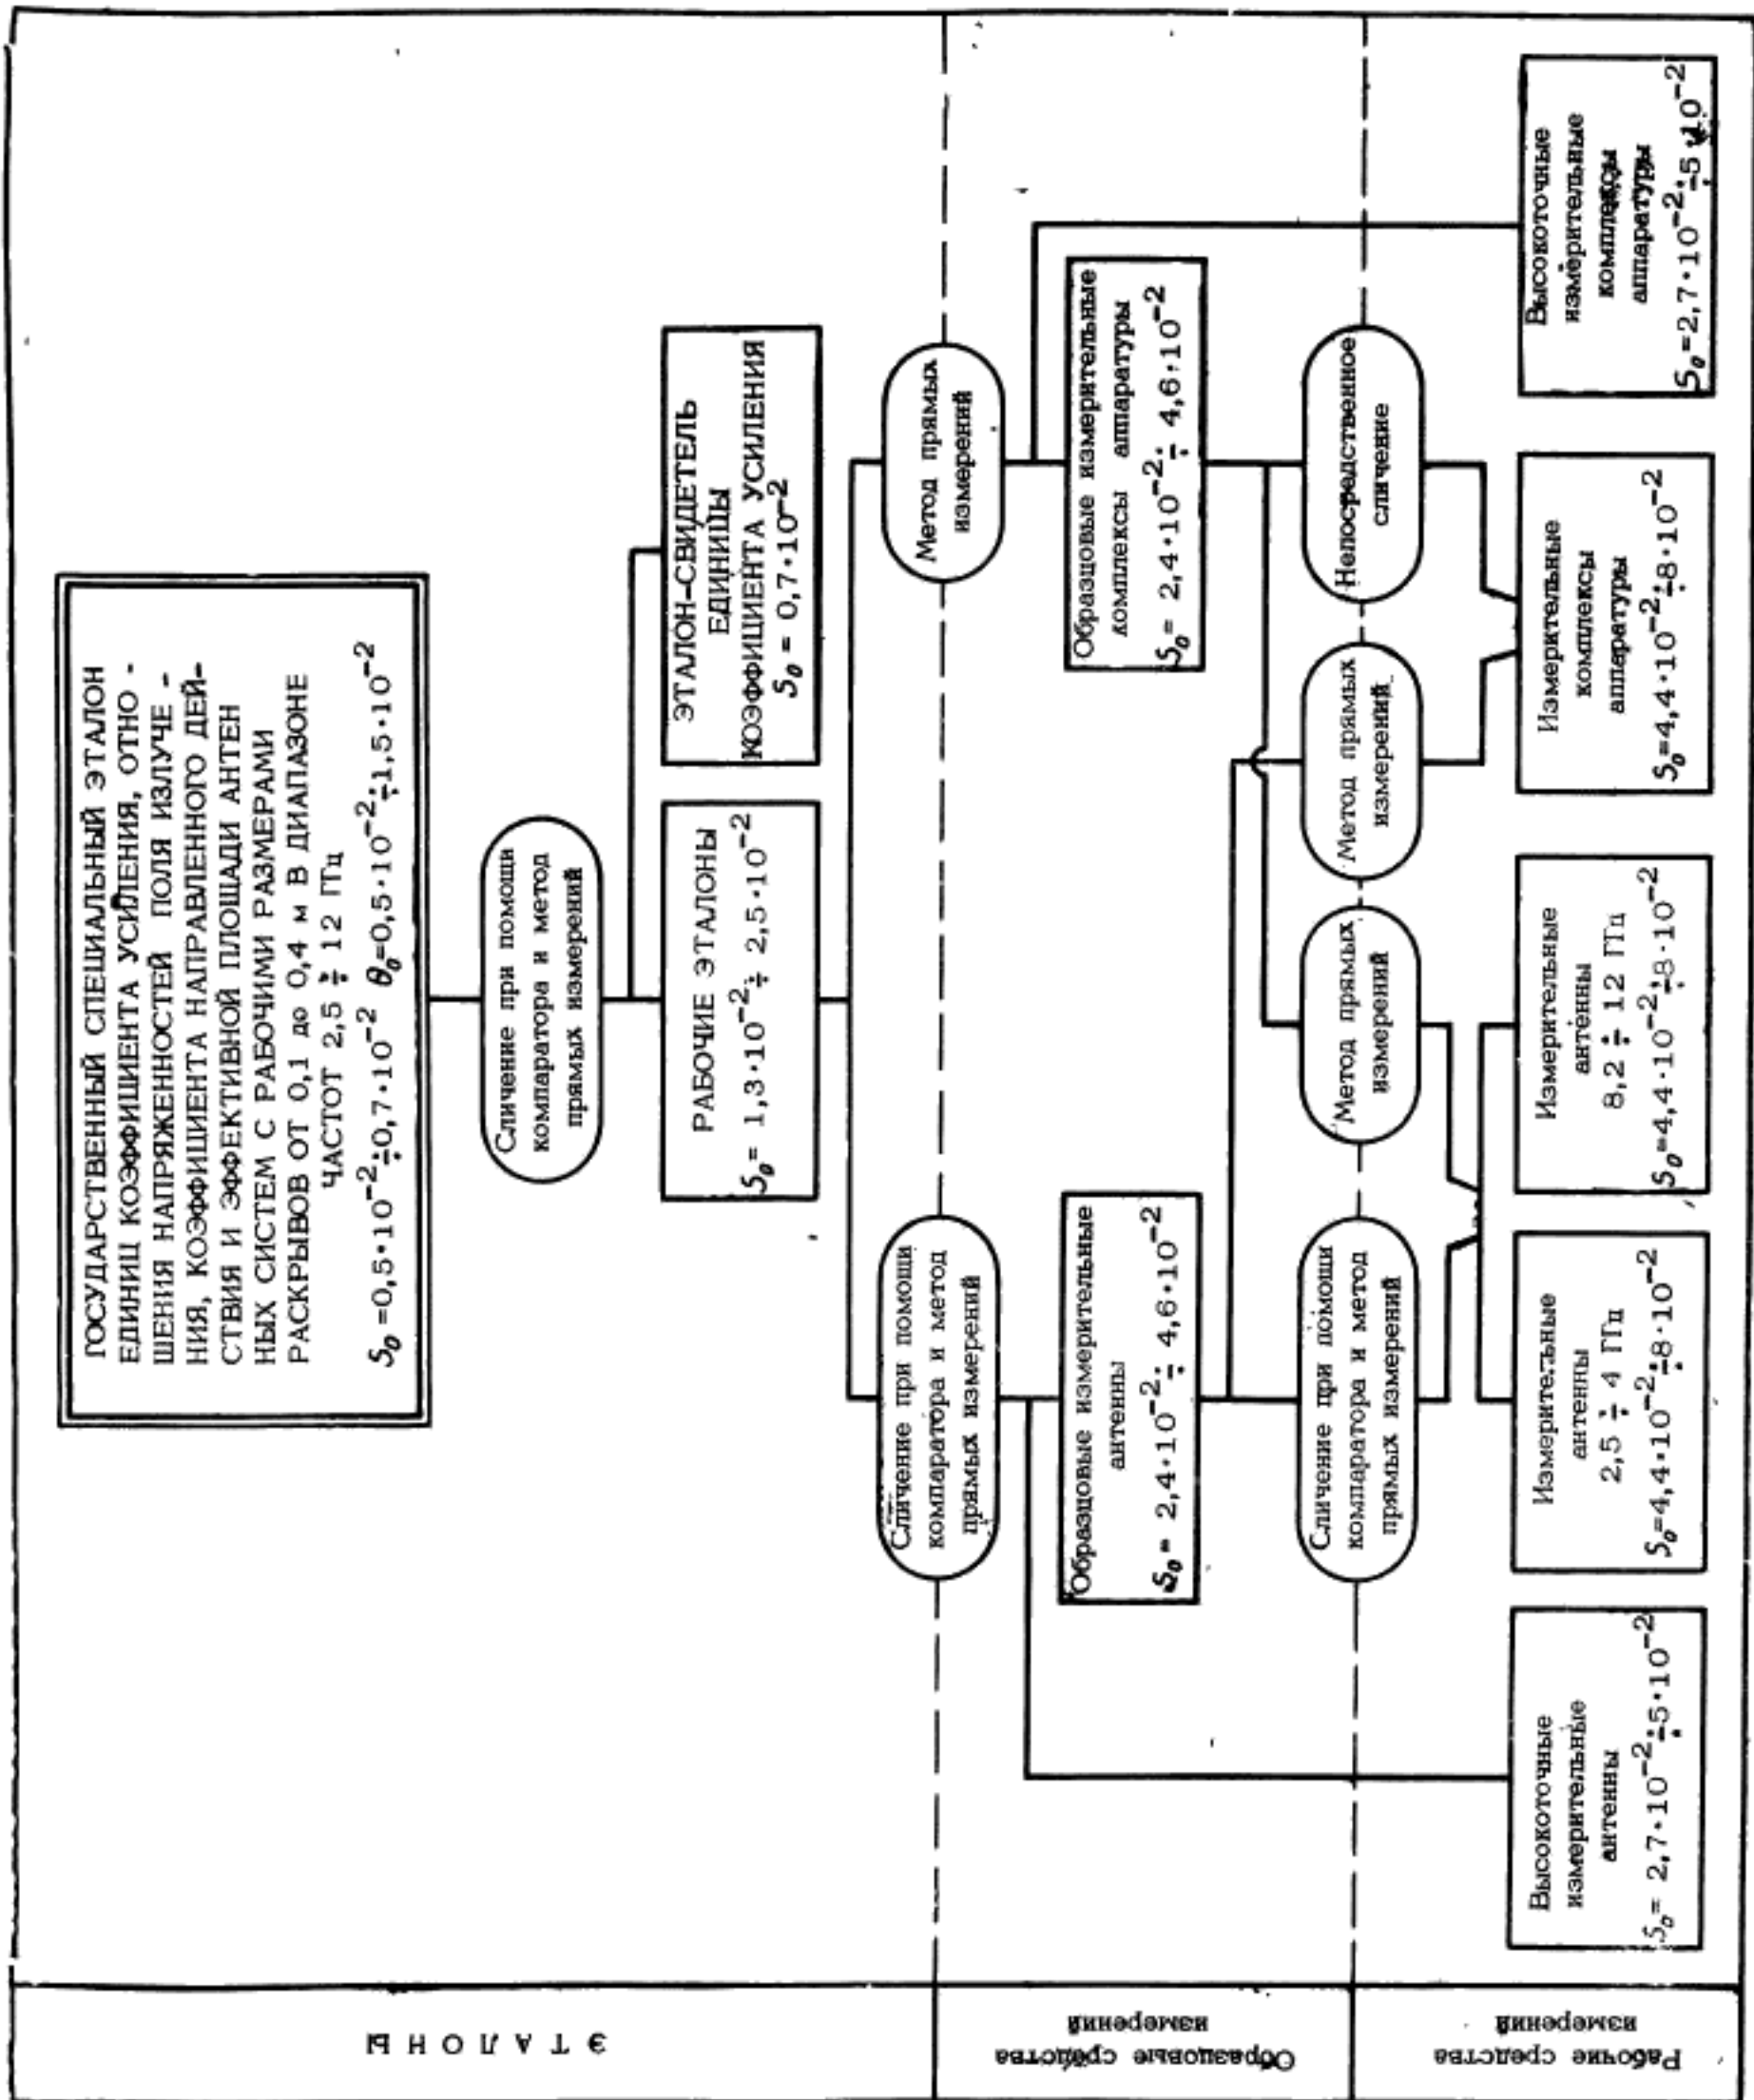 ЭТАЛОНЫ
ГОСУДАРСТВЕННЫЙ СПЕЦИАЛЬНЫЙ ЭТАЛОН
ЕДИНИЦ КОЭФФИЦИЕНТА УСИЛЕНИЯ, ОТНО -
ШЕНИЯ НАПРЯЖЕННОСТЕЙ ПОЛЯ ИЗЛУЧЕ -
НИЯ, КОЭФФИЦИЕНТА НАПРАВЛЕННОГО ДЕЙ-
СТВИЯ И ЭФФЕКТИВНОЙ ПЛОЩАДИ АНТЕН
НЫХ СИСТЕМ С РАБОЧИМИ РАЗМЕРАМИ
РАСКРЫВОВ ОТ 0,1 до 0,4 м В ДИАПАЗОНЕ
ЧАСТОТ 2,5 ÷ 12 ГГц
S₀ =0,5·10⁻²÷0,7·10⁻² θ₀=0,5·10⁻²÷1,5·10⁻²
Сличение при помощи
компаратора и метод
прямых измерений
РАБОЧИЕ ЭТАЛОНЫ
S₀= 1,3·10⁻²÷ 2,5·10⁻²
ЭТАЛОН-СВИДЕТЕЛЬ
ЕДИНИЦЫ
КОЭФФИЦИЕНТА УСИЛЕНИЯ
S₀ = 0,7·10⁻²
Сличение при помощи
компаратора и метод
прямых измерений
Метод прямых
измерений
Образцовые средства
измерений
Образцовые измерительные
антенны
S₀= 2,4·10⁻²÷ 4,6·10⁻²
Образцовые измерительные
комплексы аппаратуры
S₀= 2,4·10⁻²÷ 4,6·10⁻²
Сличение при помощи
компаратора и метод
прямых измерений
Метод прямых
измерений
Метод прямых
измерений
Непосредственное
сличение
Рабочие средства
измерений
Высокоточные
измерительные
антенны
S₀= 2,7·10⁻²÷5·10⁻²
Измерительные
антенны
2,5 ÷ 4 ГГц
S₀=4,4·10⁻²÷8·10⁻²
Измерительные
антенны
8,2 ÷ 12 ГГц
S₀=4,4·10⁻²÷8·10⁻²
Измерительные
комплексы
аппаратуры
S₀=4,4·10⁻²÷8·10⁻²
Высокоточные
измерительные
комплексы
аппаратуры
S₀=2,7·10⁻²÷5·10⁻²